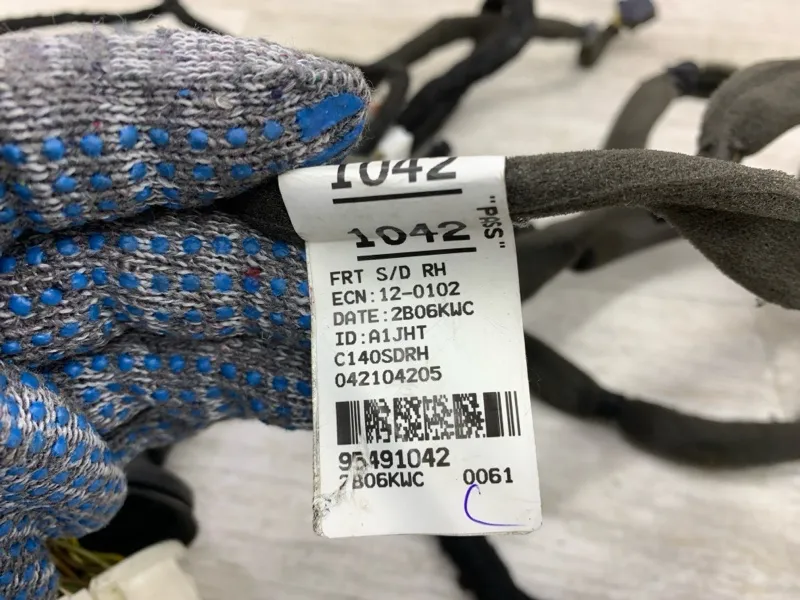 1042
1042 "PASS"
FRT S/D RH
ECN:12-0102
DATE:2B06KWC
ID:A1JHT
C140SDRH
042104205
95491042
2B06KWC 0061